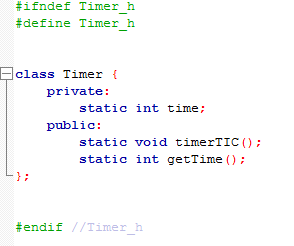 #ifndef Timer_h
#define Timer_h
class Timer {
private:
static int time;
public:
static void timerTIC();
static int getTime();
};
#endif //Timer_h